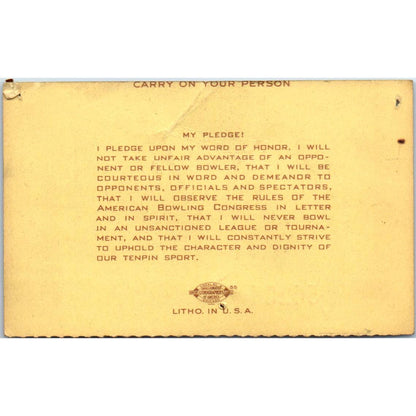 CARRY ON YOUR PERSON
MY PLEDGE!
I PLEDGE UPON MY WORD OF HONOR, I WILL
NOT TAKE UNFAIR ADVANTAGE OF AN OPPO-
NENT OR FELLOW BOWLER, THAT I WILL BE
COURTEOUS IN WORD AND DEMEANOR TO
OPPONENTS, OFFICIALS AND SPECTATORS,
THAT I WILL OBSERVE THE RULES OF THE
AMERICAN BOWLING CONGRESS IN LETTER
AND IN SPIRIT, THAT I WILL NEVER BOWL
IN AN UNSANCTIONED LEAGUE OR TOURNA-
MENT, AND THAT I WILL CONSTANTLY STRIVE
TO UPHOLD THE CHARACTER AND DIGNITY OF
OUR TENPIN SPORT.
LITHO. IN U.S.A.